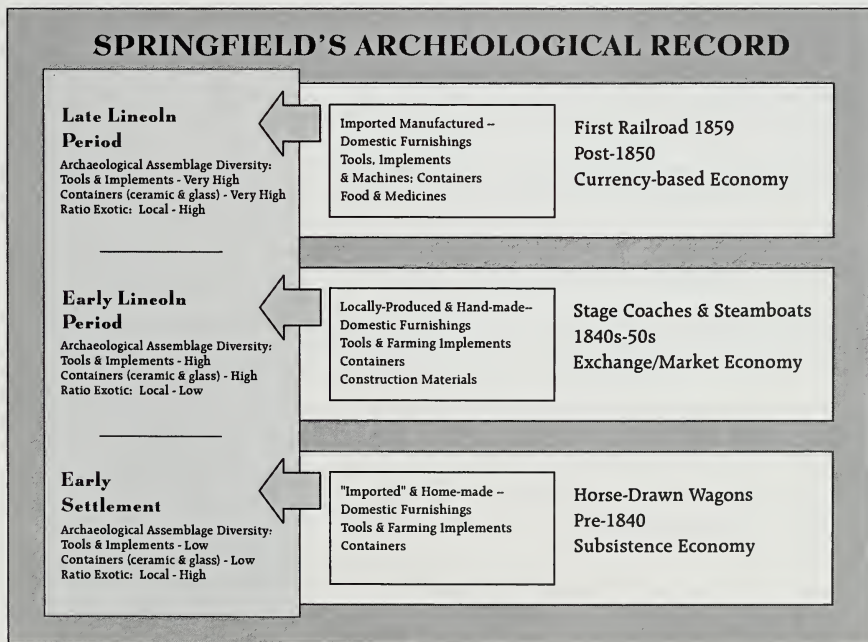 SPRINGFIELD'S ARCHEOLOGICAL RECORD
Late Lincoln
Period
Archaeological Assemblage Diversity:
Tools & Implements - Very High
Containers (ceramic & glass) - Very High
Ratio Exotic: Local - High
Imported Manufactured --
Domestic Furnishings
Tools, Implements
& Machines; Containers
Food & Medicines
First Railroad 1859
Post-1850
Currency-based Economy
Early Lincoln
Period
Archaeological Assemblage Diversity:
Tools & Implements - High
Containers (ceramic & glass) - High
Ratio Exotic: Local - Low
Locally-Produced & Hand-made--
Domestic Furnishings
Tools & Farming Implements
Containers
Construction Materials
Stage Coaches & Steamboats
1840s-50s
Exchange/Market Economy
Early
Settlement
Archaeological Assemblage Diversity:
Tools & Implements - Low
Containers (ceramic & glass) - Low
Ratio Exotic: Local - High
"Imported" & Home-made --
Domestic Furnishings
Tools & Farming Implements
Containers
Horse-Drawn Wagons
Pre-1840
Subsistence Economy